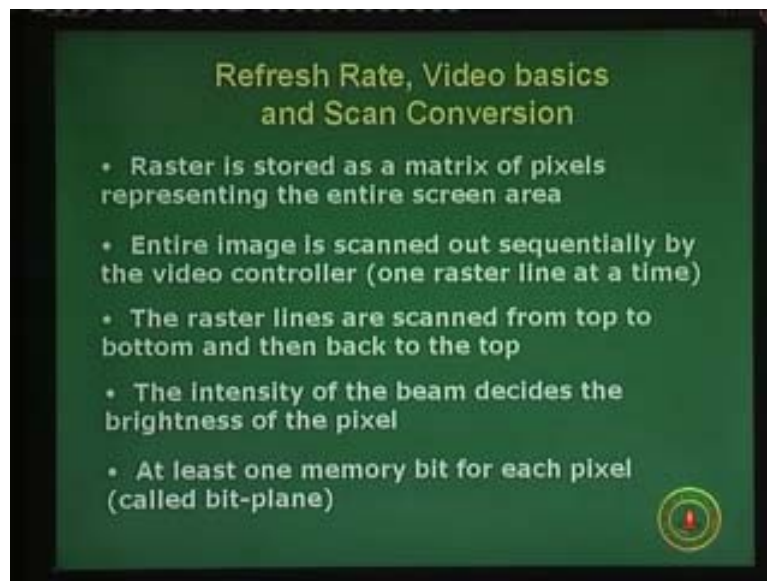 Refresh Rate, Video basics
and Scan Conversion
• Raster is stored as a matrix of pixels
representing the entire screen area
• Entire image is scanned out sequentially by
the video controller (one raster line at a time)
• The raster lines are scanned from top to
bottom and then back to the top
• The intensity of the beam decides the
brightness of the pixel
• At least one memory bit for each pixel
(called bit-plane)